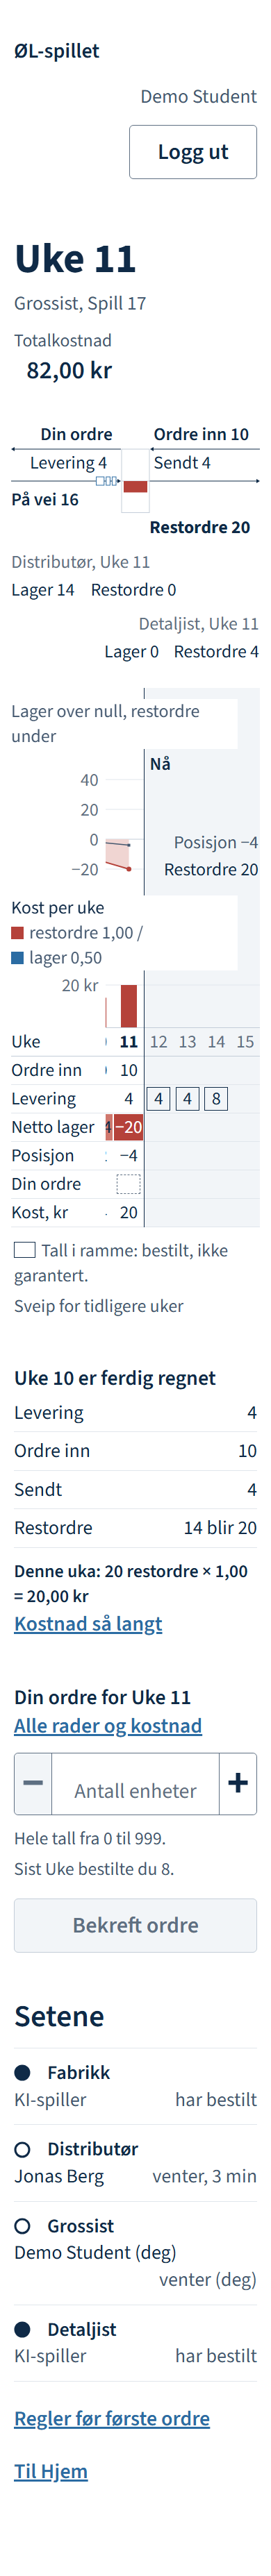 ØL-spillet
Demo Student
Logg ut
Uke 11
Grossist, Spill 17
Totalkostnad
82,00 kr
Din ordre
Ordre inn 10
Levering 4
Sendt 4
På vei 16
Restordre 20
Distributør, Uke 11
Lager 14 Restordre 0
Detaljist, Uke 11
Lager 0 Restordre 4
Lager over null, restordre
under
Nå
40
20
0
Posisjon −4
−20
Restordre 20
Kost per uke
restordre 1,00 /
lager 0,50
20 kr
Uke 11 12 13 14 15
Ordre inn 10
Levering 4 4 4 8
Netto lager 4 −20
Posisjon −4
Din ordre
Kost, kr 20
Tall i ramme: bestilt, ikke
garantert.
Sveip for tidligere uker
Uke 10 er ferdig regnet
Levering 4
Ordre inn 10
Sendt 4
Restordre 14 blir 20
Denne uka: 20 restordre × 1,00
= 20,00 kr
Kostnad så langt
Din ordre for Uke 11
Alle rader og kostnad
− Antall enheter +
Hele tall fra 0 til 999.
Sist Uke bestilte du 8.
Bekreft ordre
Setene
Fabrikk
KI-spiller har bestilt
Distributør
Jonas Berg venter, 3 min
Grossist
Demo Student (deg)
venter (deg)
Detaljist
KI-spiller har bestilt
Regler før første ordre
Til Hjem